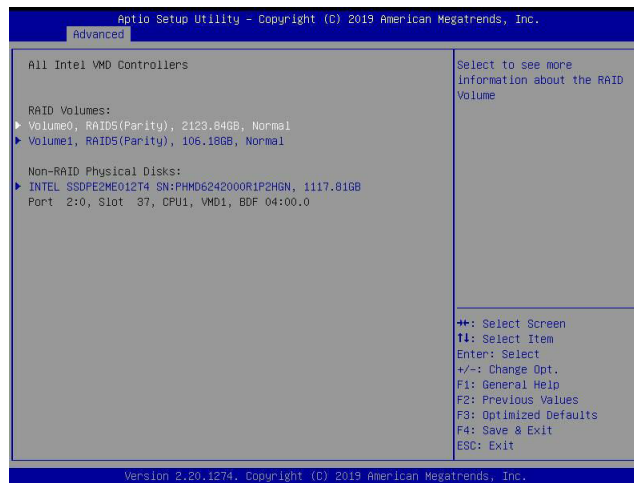 Aptio Setup Utility – Copyright (C) 2019 American Megatrends, Inc.
Advanced
All Intel VMD Controllers
RAID Volumes:
Volume0, RAID5(Parity), 2123.84GB, Normal
Volume1, RAID5(Parity), 106.18GB, Normal
Non-RAID Physical Disks:
INTEL SSDPE2ME012T4 SN:PHMD6242000R1P2HGN, 1117.81GB
Port 2:0, Slot 37, CPU1, VMD1, BDF 04:00.0
Select to see more
information about the RAID
Volume
→←: Select Screen
↑↓: Select Item
Enter: Select
+/-: Change Opt.
F1: General Help
F2: Previous Values
F3: Optimized Defaults
F4: Save & Exit
ESC: Exit
Version 2.20.1274. Copyright (C) 2019 American Megatrends, Inc.